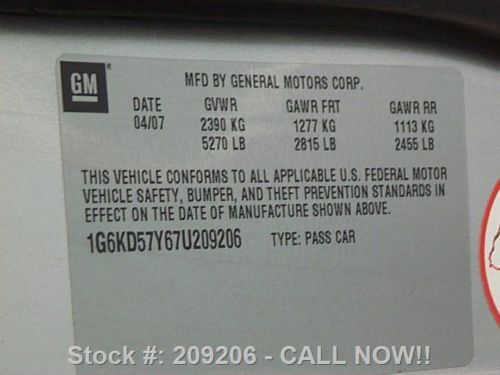 GM
MFD BY GENERAL MOTORS CORP.
DATE GVWR GAWR FRT GAWR RR
04/07 2390 KG 1277 KG 1113 KG
5270 LB 2815 LB 2455 LB
THIS VEHICLE CONFORMS TO ALL APPLICABLE U.S. FEDERAL MOTOR
VEHICLE SAFETY, BUMPER, AND THEFT PREVENTION STANDARDS IN
EFFECT ON THE DATE OF MANUFACTURE SHOWN ABOVE.
1G6KD57Y67U209206 TYPE: PASS CAR
Stock #: 209206 - CALL NOW!!